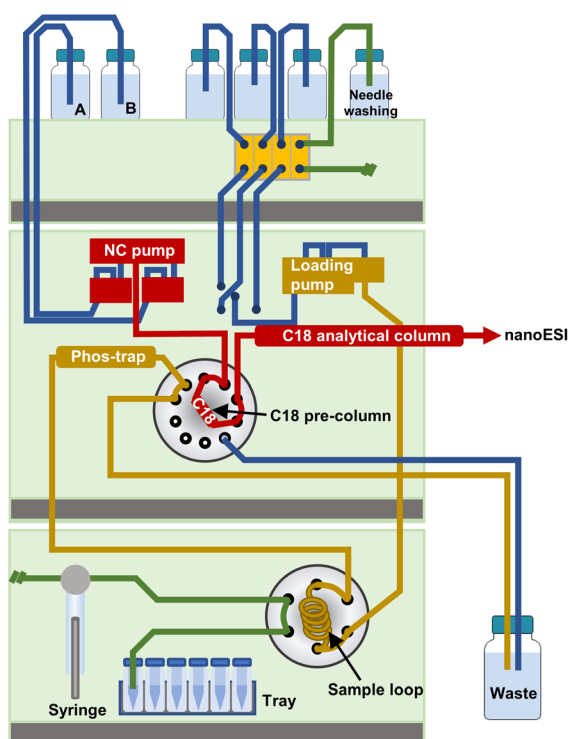 A
B
Needle
washing
NC pump
Loading
pump
C18 analytical column
nanoESI
Phos-trap
C18
C18 pre-column
Sample loop
Syringe
Tray
Waste